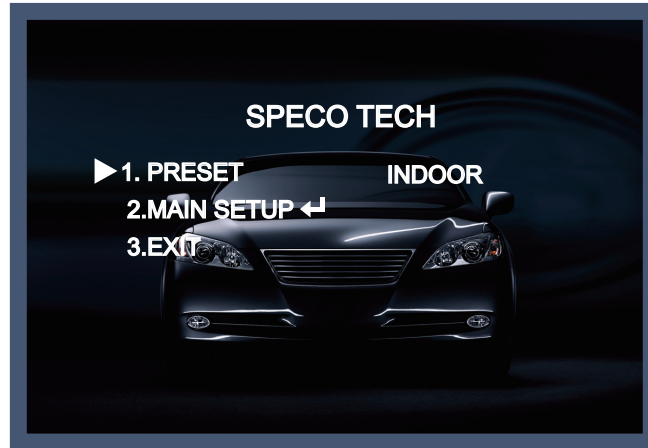 SPECO TECH
▶1. PRESET INDOOR
2.MAIN SETUP ↵
3.EXIT